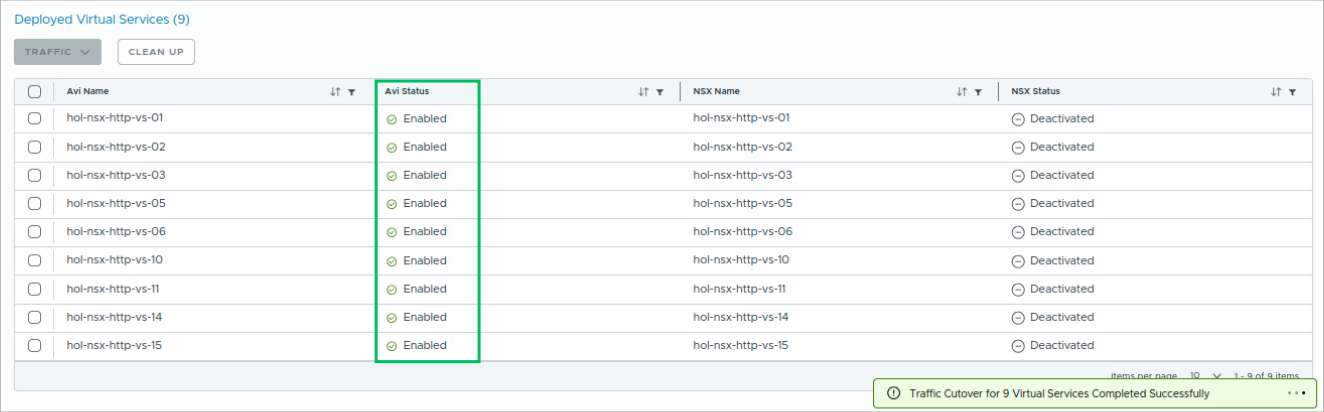 Deployed Virtual Services (9)
TRAFFIC CLEAN UP
Avi Name Avi Status NSX Name NSX Status
hol-nsx-http-vs-01 Enabled hol-nsx-http-vs-01 Deactivated
hol-nsx-http-vs-02 Enabled hol-nsx-http-vs-02 Deactivated
hol-nsx-http-vs-03 Enabled hol-nsx-http-vs-03 Deactivated
hol-nsx-http-vs-05 Enabled hol-nsx-http-vs-05 Deactivated
hol-nsx-http-vs-06 Enabled hol-nsx-http-vs-06 Deactivated
hol-nsx-http-vs-10 Enabled hol-nsx-http-vs-10 Deactivated
hol-nsx-http-vs-11 Enabled hol-nsx-http-vs-11 Deactivated
hol-nsx-http-vs-14 Enabled hol-nsx-http-vs-14 Deactivated
hol-nsx-http-vs-15 Enabled hol-nsx-http-vs-15 Deactivated
Items per page 10 1 - 9 of 9 items
Traffic Cutover for 9 Virtual Services Completed Successfully